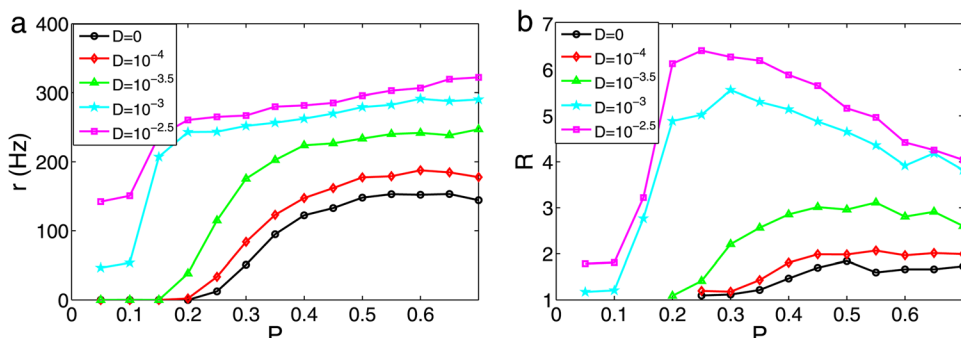 a
400
300
200
100
0
r (Hz)
D=0
D=10⁻⁴
D=10⁻³·⁵
D=10⁻³
D=10⁻²·⁵
0 0.1 0.2 0.3 0.4 0.5 0.6
P
b
7
6
5
4
3
2
1
R
D=0
D=10⁻⁴
D=10⁻³·⁵
D=10⁻³
D=10⁻²·⁵
0 0.1 0.2 0.3 0.4 0.5 0.6
P